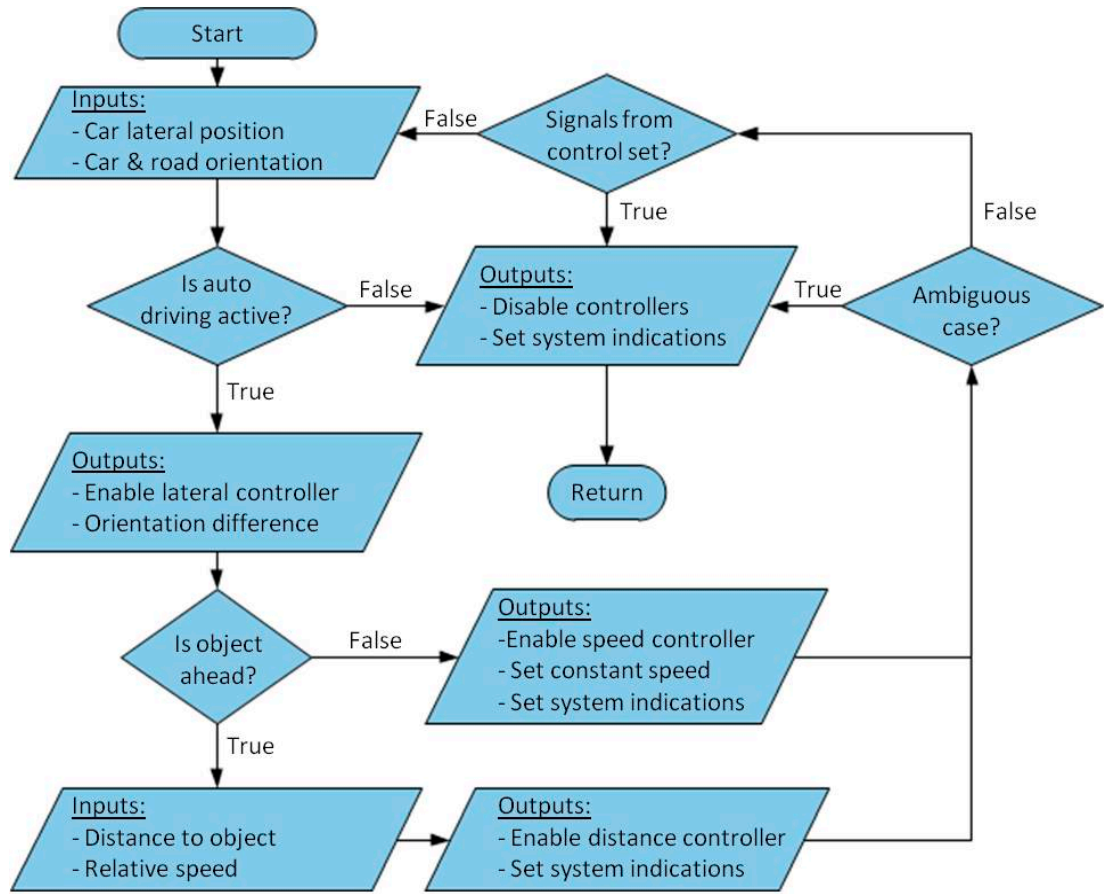 Start
Inputs:
- Car lateral position
- Car & road orientation
False
Signals from
control set?
True
False
Is auto
driving active?
False
Outputs:
- Disable controllers
- Set system indications
True
Ambiguous
case?
True
Outputs:
- Enable lateral controller
- Orientation difference
Return
Is object
ahead?
False
Outputs:
-Enable speed controller
- Set constant speed
- Set system indications
True
Inputs:
- Distance to object
- Relative speed
Outputs:
- Enable distance controller
- Set system indications